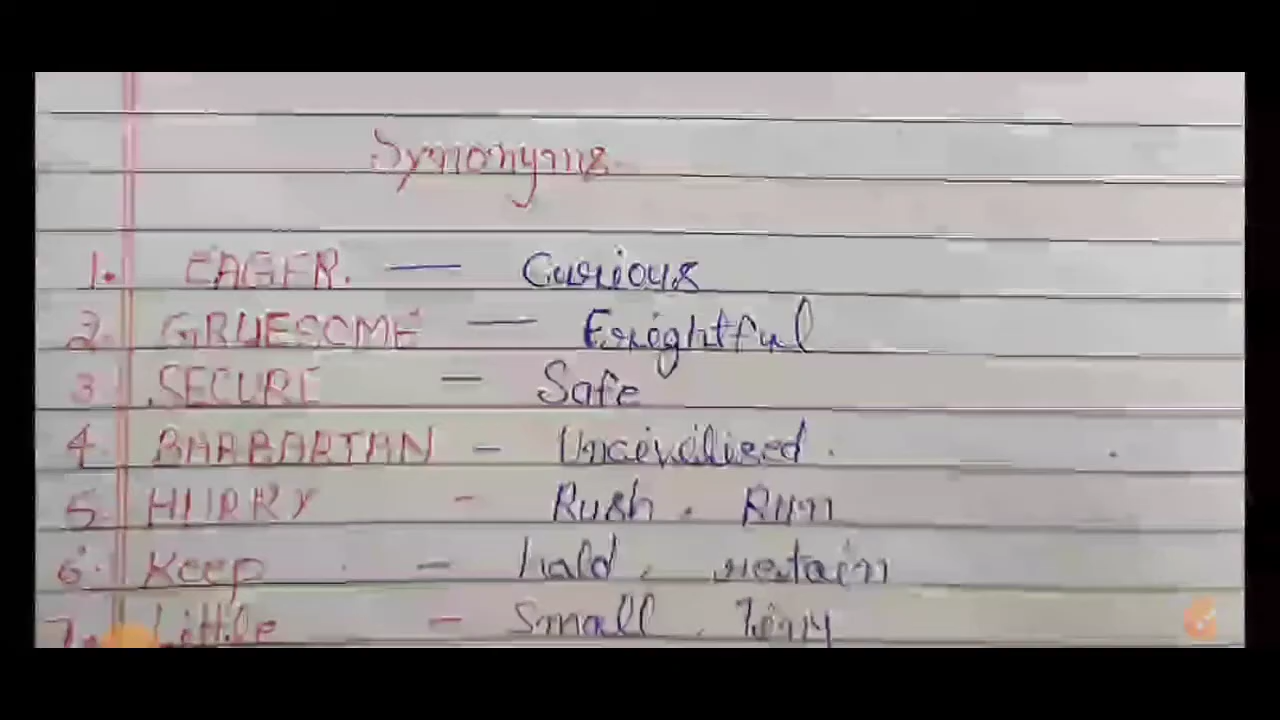 Synonyms.
1. EAGER. — Curious
2. GRUESOME — Frightful
3. SECURE — Safe
4. BARBARIAN - Uncivilized.
5. HURRY - Rush, Run
6. Keep - hold, retain
7. Little - Small, Tiny